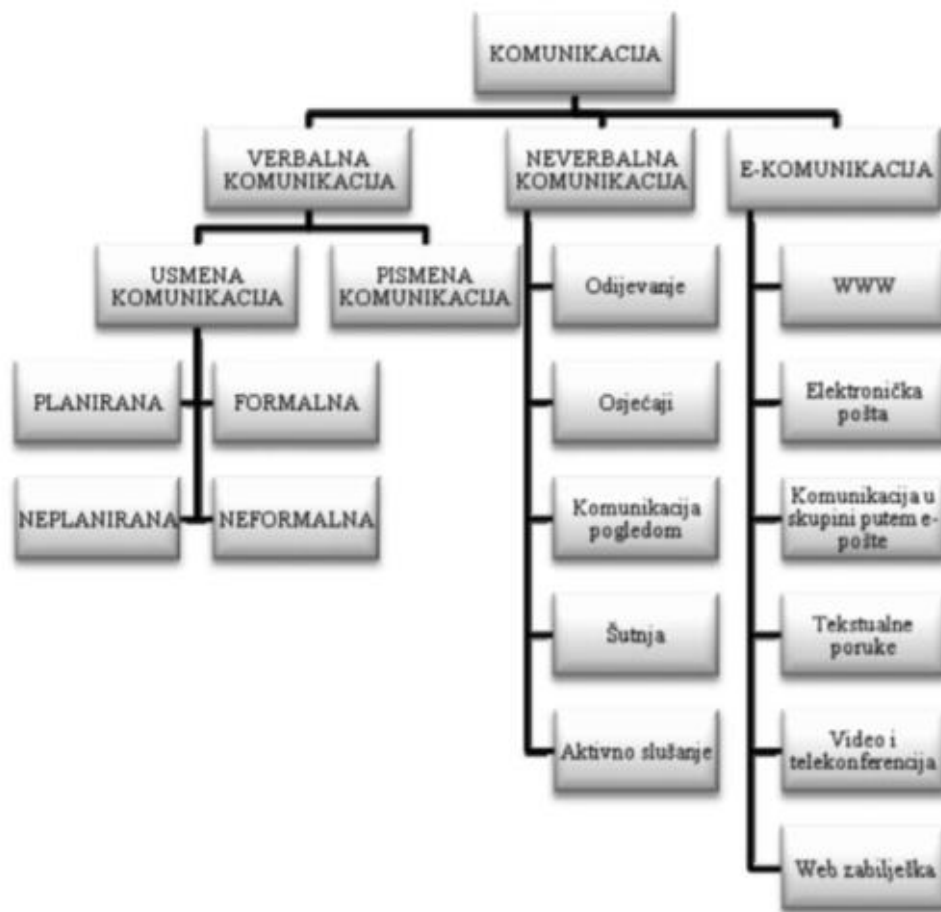 KOMUNIKACIJA
VERBALNA
KOMUNIKACIJA
NEVERBALNA
KOMUNIKACIJA
E-KOMUNIKACIJA
USMENA
KOMUNIKACIJA
PISMENA
KOMUNIKACIJA
PLANIRANA
FORMALNA
NEPLANIRANA
NEFORMALNA
Odijevanje
Osjećaji
Komunikacija
pogledom
Šutnja
Aktivno slušanje
WWW
Elektronička
pošta
Komunikacija u
skupini putem e-
pošte
Tekstualne
poruke
Video i
telekonferencija
Web zabilješka